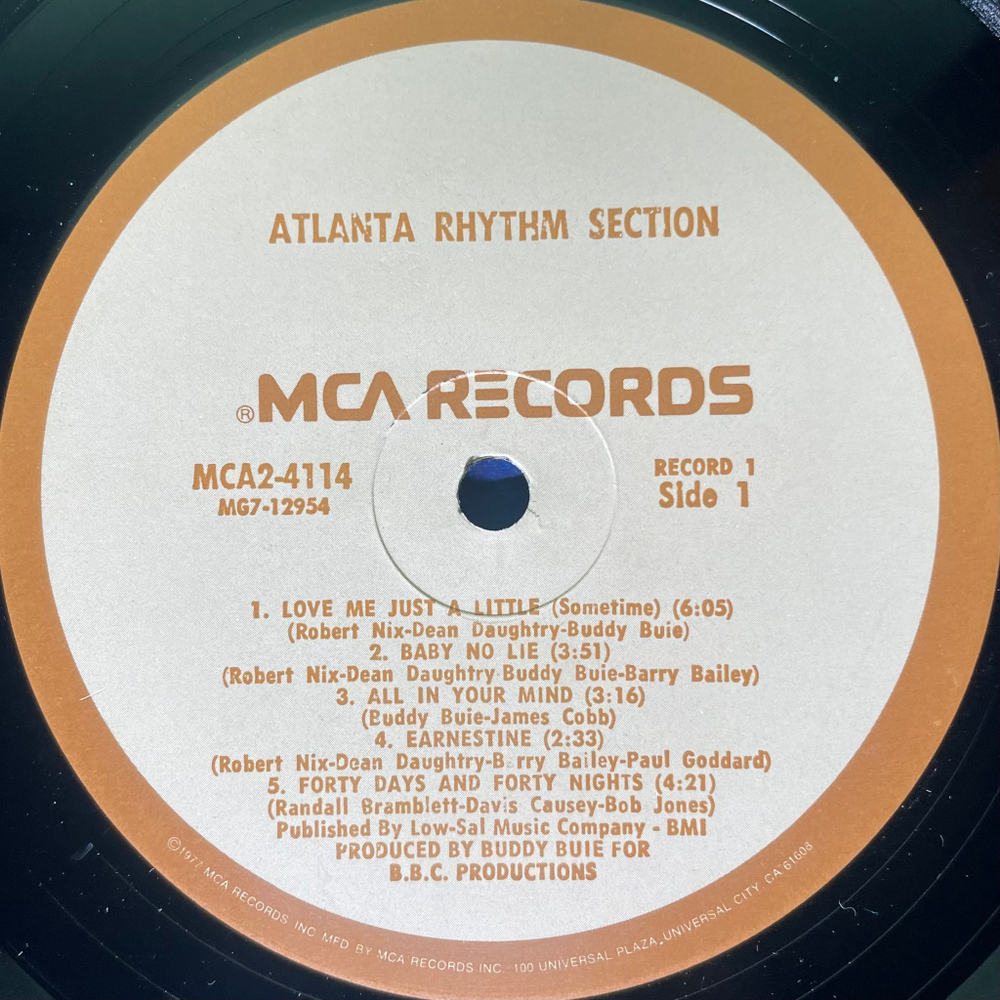 ATLANTA RHYTHM SECTION
® MCA RECORDS
MCA2-4114
MG7-12954
RECORD 1
Side 1
1. LOVE ME JUST A LITTLE (Sometime) (6:05)
(Robert Nix-Dean Daughtry-Buddy Buie)
2. BABY NO LIE (3:51)
(Robert Nix-Dean Daughtry-Buddy Buie-Barry Bailey)
3. ALL IN YOUR MIND (3:16)
(Buddy Buie-James Cobb)
4. EARNESTINE (2:33)
(Robert Nix-Dean Daughtry-Barry Bailey-Paul Goddard)
5. FORTY DAYS AND FORTY NIGHTS (4:21)
(Randall Bramblett-Davis Causey-Bob Jones)
Published By Low-Sal Music Company - BMI
PRODUCED BY BUDDY BUIE FOR
B.B.C. PRODUCTIONS
©1977 MCA RECORDS INC MFD BY MCA RECORDS INC. 100 UNIVERSAL PLAZA, UNIVERSAL CITY, CA 61608